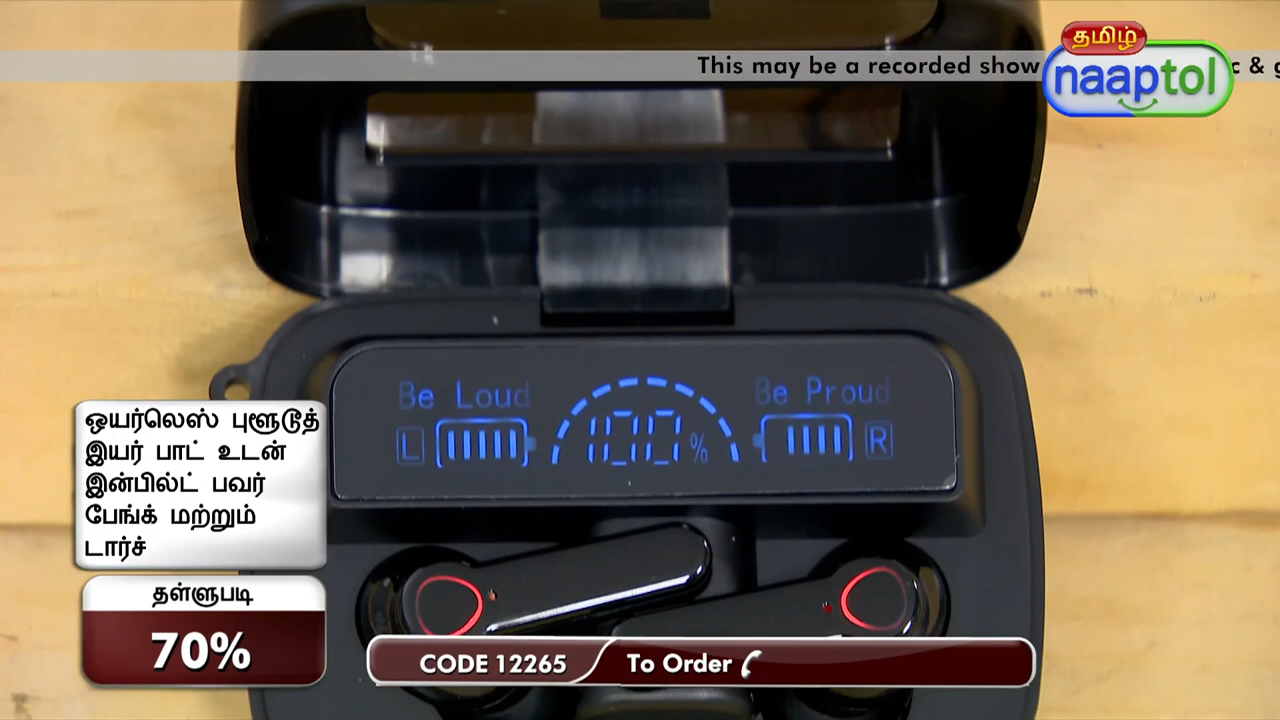 தமிழ்
This may be a recorded show
c & g
naaptol
Be Loud
Be Proud
L
100%
R
ஒயர்லெஸ் புளூடூத்
இயர் பாட் உடன்
இன்பில்ட் பவர்
பேங்க் மற்றும்
டார்ச்
தள்ளுபடி
70%
CODE 12265
To Order